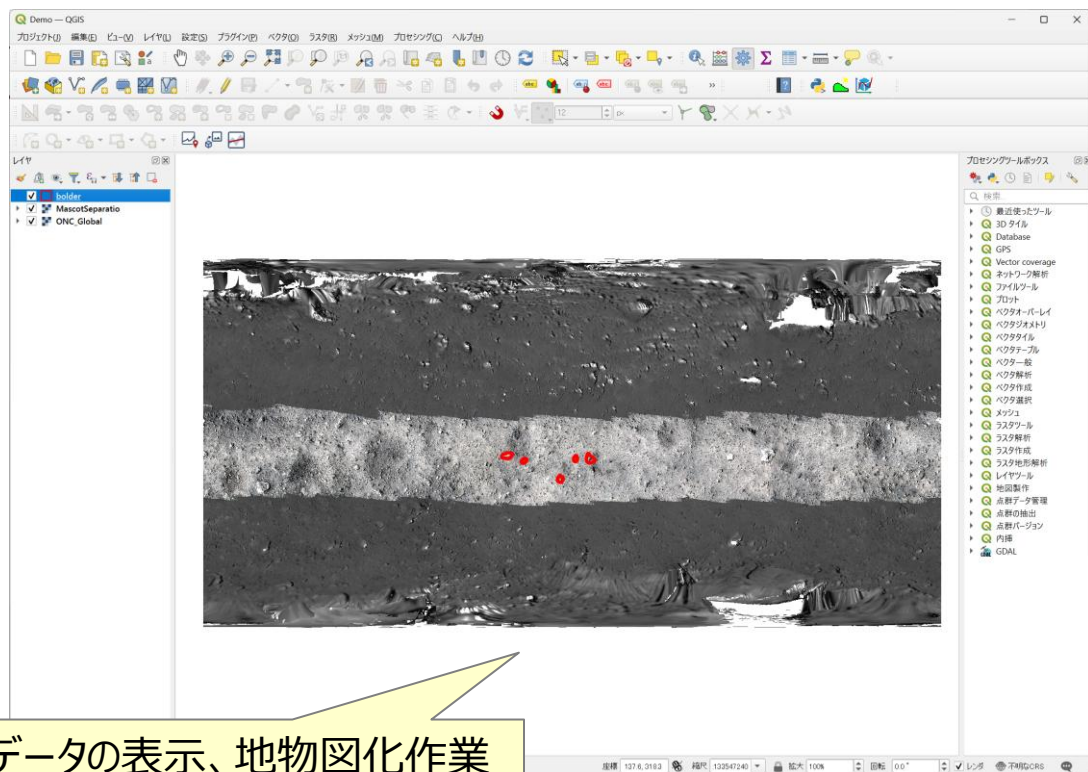 Demo — QGIS
プロジェクト(J) 編集(E) ビュー(V) レイヤ(L) 設定(S) プラグイン(P) ベクタ(O) ラスタ(R) メッシュ(M) プロセシング(C) ヘルプ(H)
12 px
レイヤ
bolder
MascotSeparatio
ONC_Global
プロセシングツールボックス
検索...
最近使ったツール
3D タイル
Database
GPS
Vector coverage
ネットワーク解析
ファイルツール
プロット
ベクタオーバーレイ
ベクタジオメトリ
ベクタタイル
ベクタテーブル
ベクタ一般
ベクタ解析
ベクタ作成
ベクタ選択
メッシュ
ラスタツール
ラスタ解析
ラスタ作成
ラスタ地形解析
レイヤツール
地図製作
点群データ管理
点群の抽出
点群バージョン
内挿
GDAL
データの表示、地物図化作業
座標 137.6,318.3 縮尺 1:33547240 拡大 100% 回転 0.0° レンダ 不明なCRS